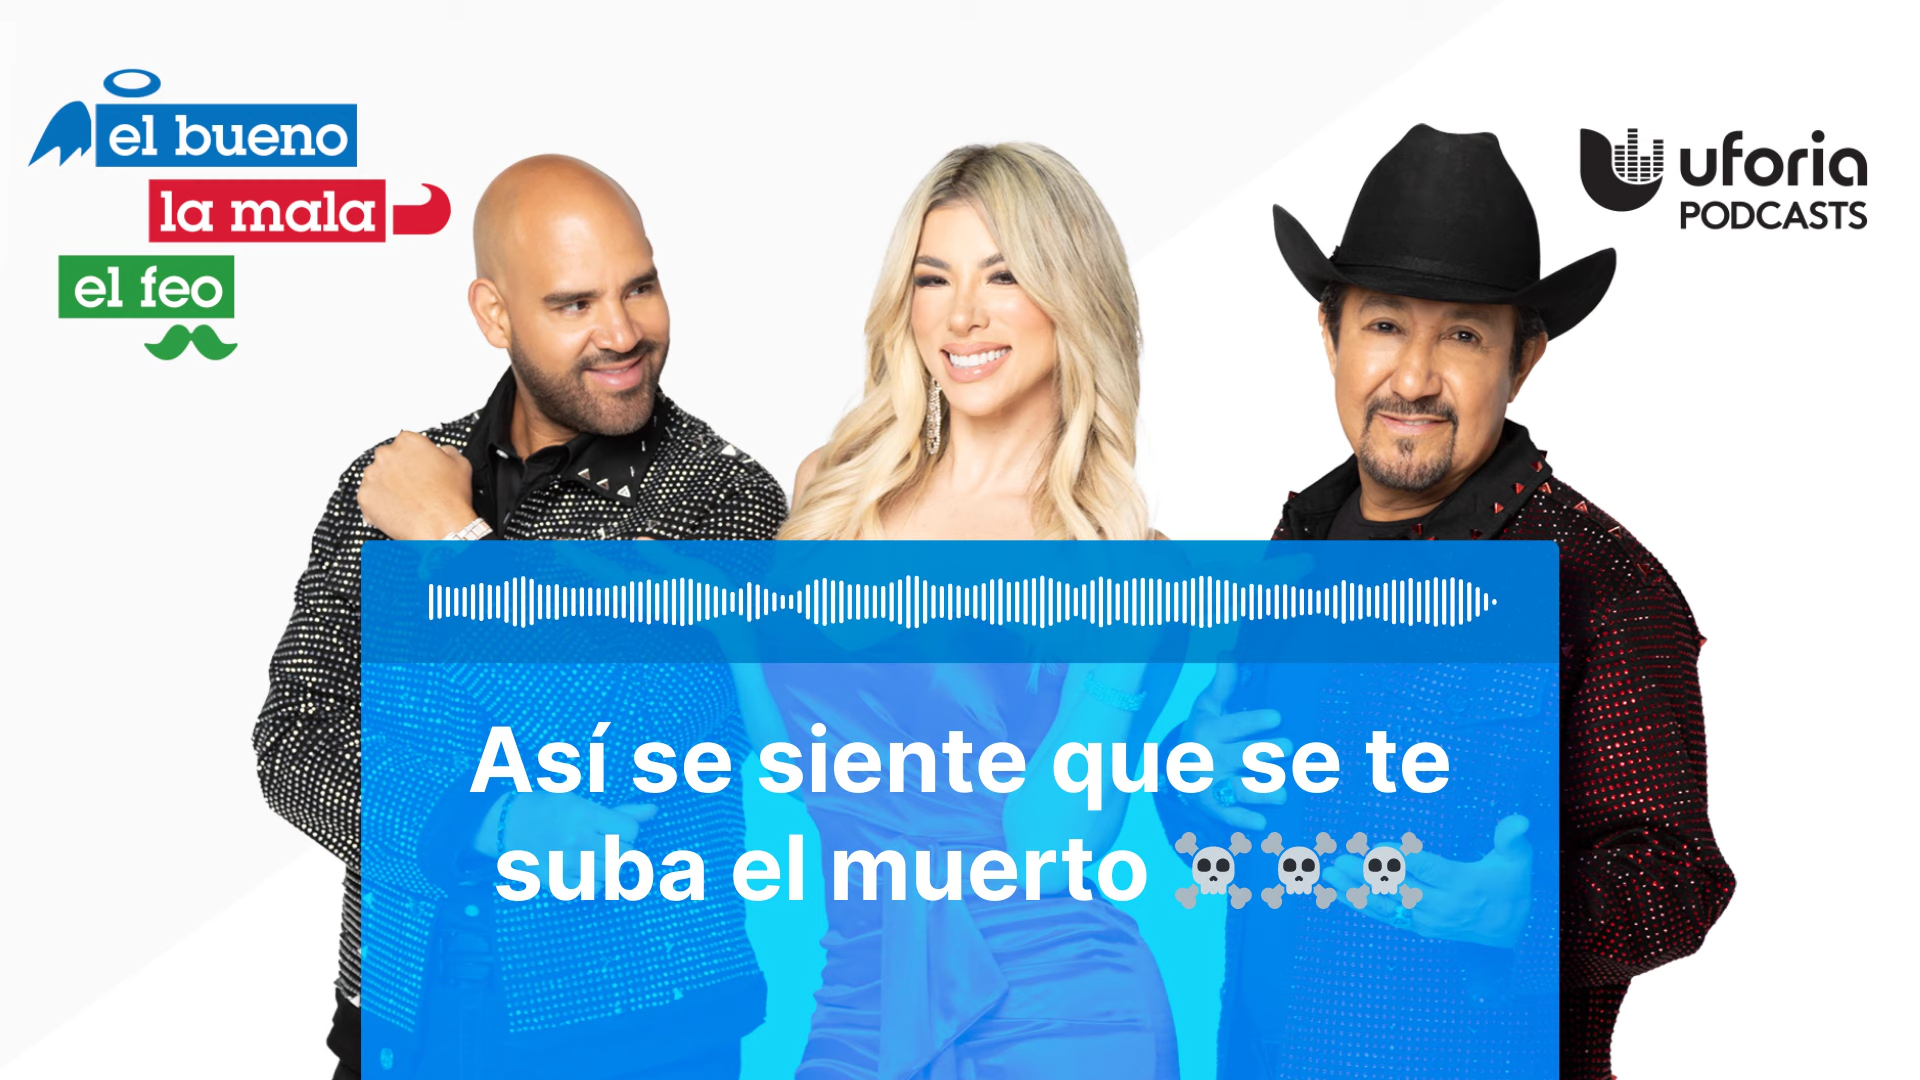 el bueno
la mala
el feo
uforia
PODCASTS
Así se siente que se te
suba el muerto ☠️☠️☠️